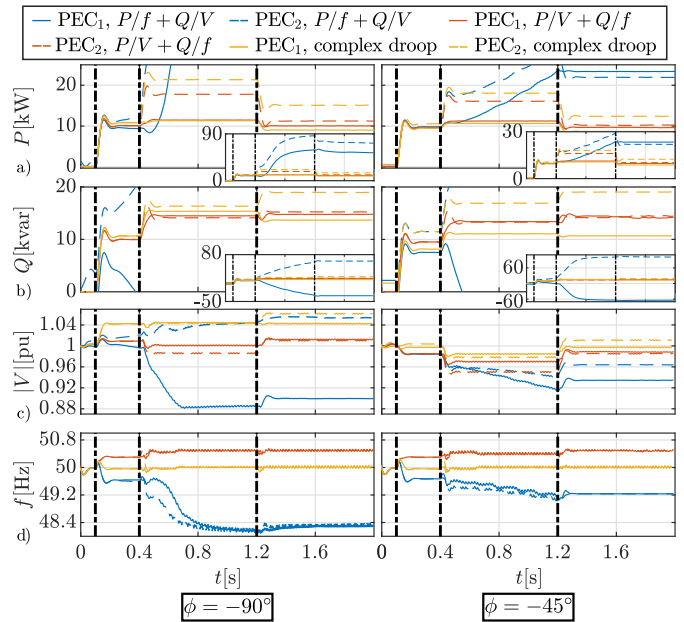 PEC₁, P/f + Q/V PEC₂, P/f + Q/V PEC₁, P/V + Q/f
PEC₂, P/V + Q/f PEC₁, complex droop PEC₂, complex droop
P[kW]
20
10
0
a)
90
0
30
0
Q[kvar]
20
10
0
b)
80
−50
60
−60
|V|[pu]
1.04
1
0.96
0.92
0.88
c)
f[Hz]
50.8
50
49.2
48.4
d)
0 0.4 0.8 1.2 1.6 0 0.4 0.8 1.2 1.6
t[s] t[s]
ϕ = −90° ϕ = −45°